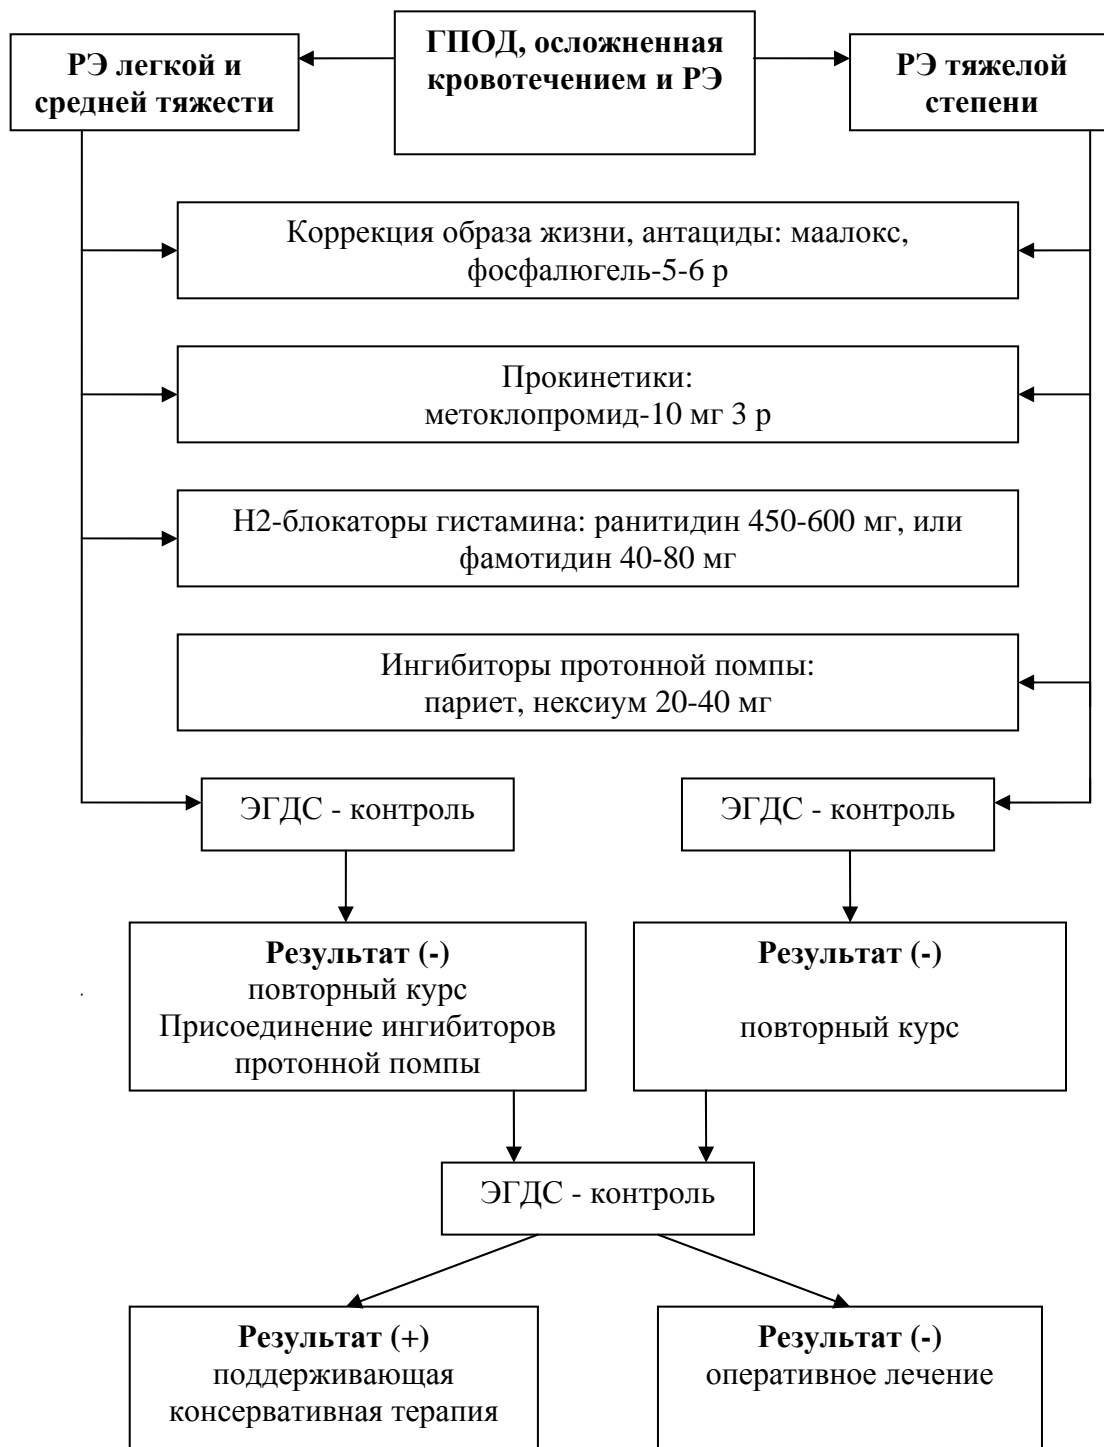 РЭ легкой и
средней тяжести
ГПОД, осложненная
кровотечением и РЭ
РЭ тяжелой
степени
Коррекция образа жизни, антациды: маалокс,
фосфалюгель-5-6 р
Прокинетики:
метоклопромид-10 мг 3 р
Н2-блокаторы гистамина: ранитидин 450-600 мг, или
фамотидин 40-80 мг
Ингибиторы протонной помпы:
париет, нексиум 20-40 мг
ЭГДС - контроль
ЭГДС - контроль
Результат (-)
повторный курс
Присоединение ингибиторов
протонной помпы
Результат (-)
повторный курс
ЭГДС - контроль
Результат (+)
поддерживающая
консервативная терапия
Результат (-)
оперативное лечение